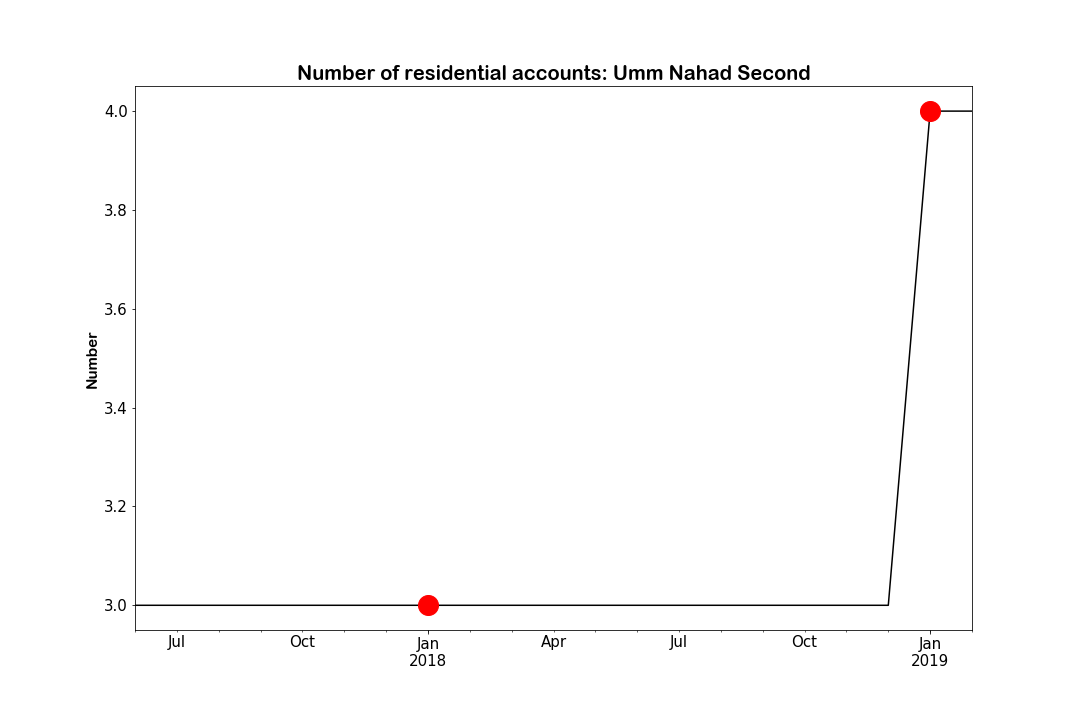 Number of residential accounts: Umm Nahad Second
4.0
3.8
3.6
3.4
3.2
3.0
Number
Jul Oct Jan Apr Jul Oct Jan
2018 2019